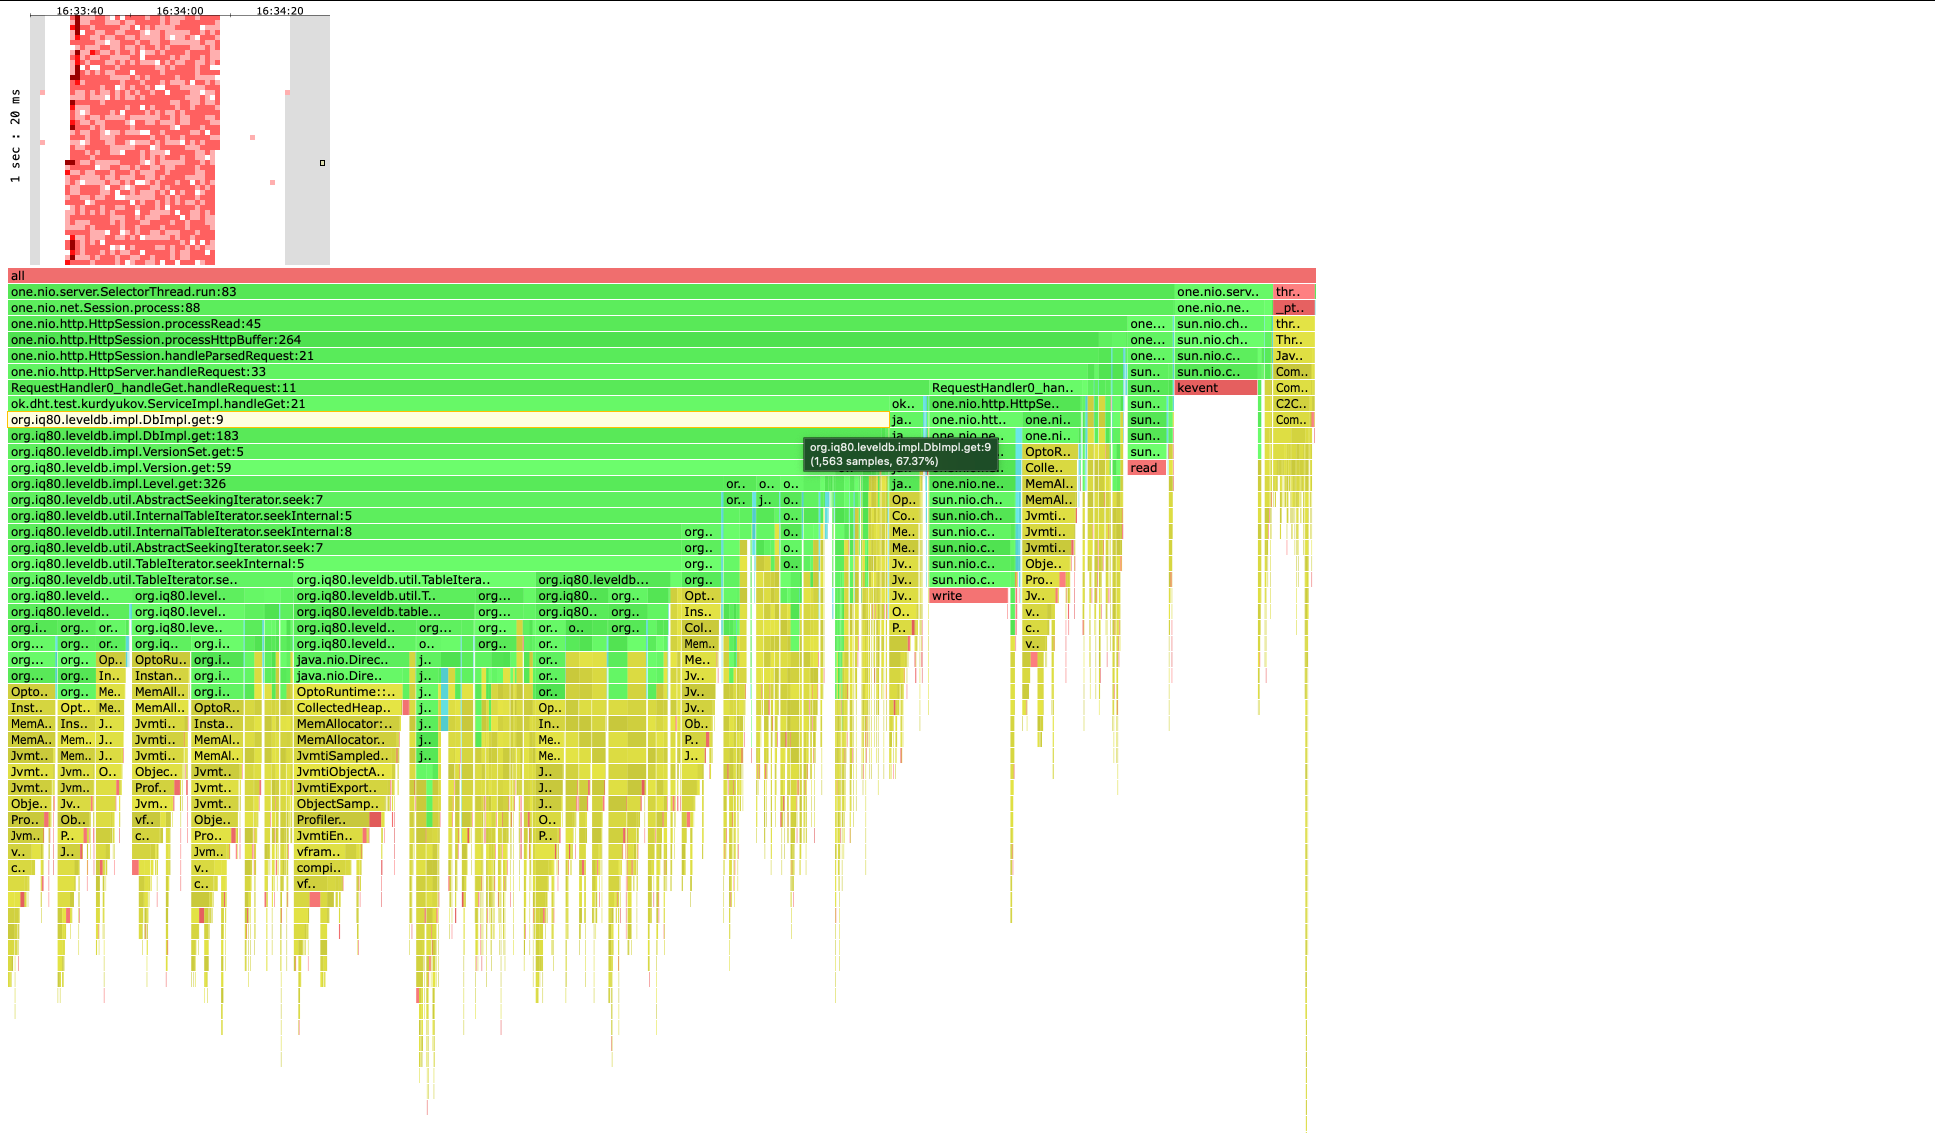 16:33:40 16:34:00 16:34:20
1 sec : 20 ms
all
one.nio.server.SelectorThread.run:83 one.nio.serv.. thr..
one.nio.net.Session.process:88 one.nio.ne.. _pt..
one.nio.http.HttpSession.processRead:45 one... sun.nio.ch.. thr..
one.nio.http.HttpSession.processHttpBuffer:264 one... sun.nio.ch.. Thr..
one.nio.http.HttpSession.handleParsedRequest:21 one... sun.nio.c.. Jav..
one.nio.http.HttpServer.handleRequest:33 sun.. sun.nio.c.. Com..
RequestHandler0_handleGet.handleRequest:11 RequestHandler0_han.. sun.. kevent Com..
ok.dht.test.kurdyukov.ServiceImpl.handleGet:21 ok.. one.nio.http.HttpSe.. sun.. C2C..
org.iq80.leveldb.impl.DbImpl.get:9 ja.. one.nio.htt.. one.ni.. sun.. Com..
org.iq80.leveldb.impl.DbImpl.get:183 one.ni.. sun..
org.iq80.leveldb.impl.DbImpl.get:9
(1,563 samples, 67.37%)
org.iq80.leveldb.impl.VersionSet.get:5 OptoR.. sun..
org.iq80.leveldb.impl.Version.get:59 Colle.. read
org.iq80.leveldb.impl.Level.get:326 or.. o.. o.. ja.. one.nio.ne.. MemAl..
org.iq80.leveldb.util.AbstractSeekingIterator.seek:7 or.. j.. o.. Op.. sun.nio.ch.. MemAl..
org.iq80.leveldb.util.InternalTableIterator.seekInternal:5 o.. Co.. sun.nio.ch.. Jvmti..
org.iq80.leveldb.util.InternalTableIterator.seekInternal:8 org.. o.. Me.. sun.nio.c.. Jvmti..
org.iq80.leveldb.util.AbstractSeekingIterator.seek:7 org.. o.. Me.. sun.nio.c.. Jvmti..
org.iq80.leveldb.util.TableIterator.seekInternal:5 org.. o.. Jv.. sun.nio.c.. Obje..
org.iq80.leveldb.util.TableIterator.se.. org.iq80.leveldb.util.TableItera.. org.iq80.leveldb... org.. Jv.. sun.nio.c.. Pro..
org.iq80.leveld.. org.iq80.level.. org.iq80.leveldb.util.T.. org... org.iq80.. org.. Opt.. Jv.. write Jv..
org.iq80.leveld.. org.iq80.level.. org.iq80.leveldb.table... org... org.iq80.. org.. Ins.. O.. v..
org.i.. org.. or.. org.iq80.leve.. org.iq80.leveld.. org... org.. or.. o.. org.. Col.. P.. c..
org... org.. or.. org.iq.. org.i.. org.iq80.leveld.. o.. org.. or.. Mem.. v..
org... org.. Op.. OptoRu.. org.i.. java.nio.Direc.. j.. or.. Me..
org... org.. In.. Instan.. org.i.. java.nio.Dire.. j.. or.. Jv..
Opto.. org.. Me.. MemAll.. org.i.. OptoRuntime::.. j.. or.. Jv..
Inst.. Opt.. Me.. MemAll.. OptoR.. CollectedHeap.. j.. Op.. Jv..
MemA.. Ins.. J.. Jvmti.. Insta.. MemAllocator:.. j.. In.. Ob..
MemA.. Mem.. J.. Jvmti.. MemAl.. MemAllocator.. j.. Me.. P..
Jvmt.. Mem.. J.. Jvmti.. MemAl.. JvmtiSampled.. j.. Me.. J..
Jvmt.. Jvm.. O.. Objec.. Jvmt.. JvmtiObjectA.. J..
Jvmt.. Jvm.. Prof.. Jvmt.. JvmtiExport.. J..
Obje.. Jv.. Jvm.. Jvmt.. ObjectSamp.. J..
Pro.. Ob.. vf.. Obje.. Profiler.. O..
Jvm.. P.. c.. Pro.. JvmtiEn.. P..
v.. J.. Jvm.. vfram..
c.. v.. compi..
c.. vf..